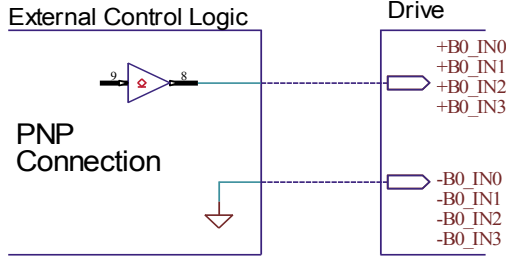 External Control Logic
Drive
9
8
+B0_IN0
+B0_IN1
+B0_IN2
+B0_IN3
PNP
Connection
-B0_IN0
-B0_IN1
-B0_IN2
-B0_IN3